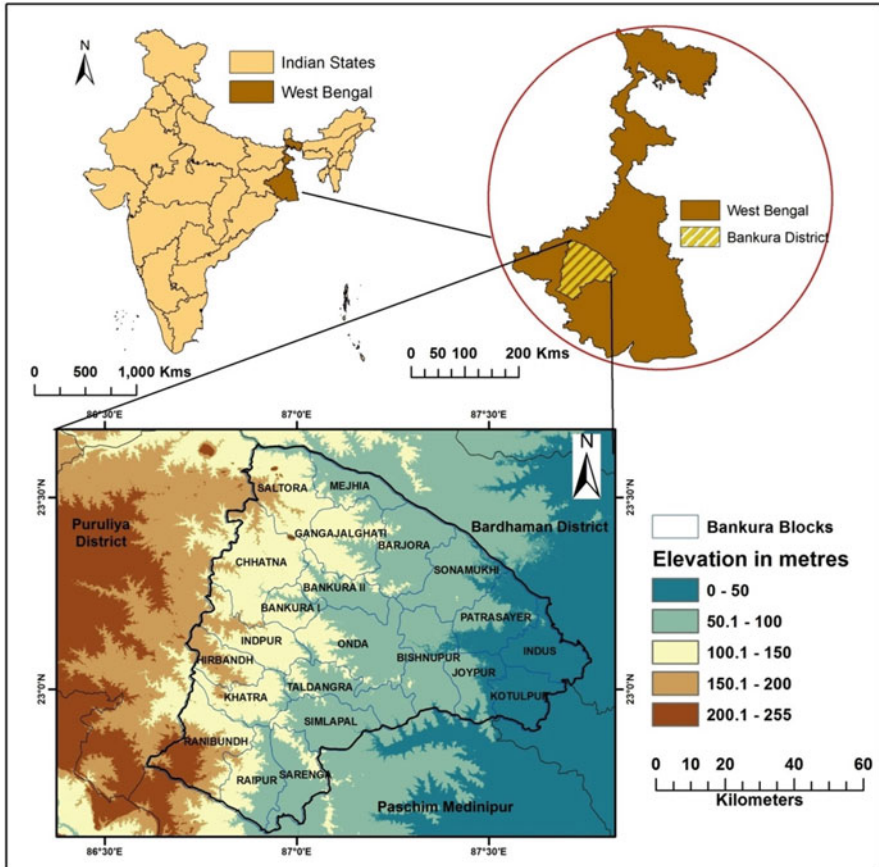 N
Indian States
West Bengal
West Bengal
Bankura District
0 500 1,000 Kms
0 50 100 200 Kms
86°30'E 87°0'E 87°30'E
N
23°30'N
23°30'N
Puruliya
District
Bardhaman District
SALTORA
MEJHIA
GANGAJALGHATI
BARJORA
CHHATNA
SONAMUKHI
BANKURA II
BANKURA I
PATRASAYER
INDPUR
ONDA
INDUS
HIRBANDH
BISHNUPUR
JOYPUR
23°0'N
23°0'N
KHATRA
TALDANGRA
KOTULPUR
SIMLAPAL
RANIBUNDH
RAIPUR
SARENGA
Paschim Medinipur
86°30'E 87°0'E 87°30'E
Bankura Blocks
Elevation in metres
0 - 50
50.1 - 100
100.1 - 150
150.1 - 200
200.1 - 255
0 10 20 40 60
Kilometers